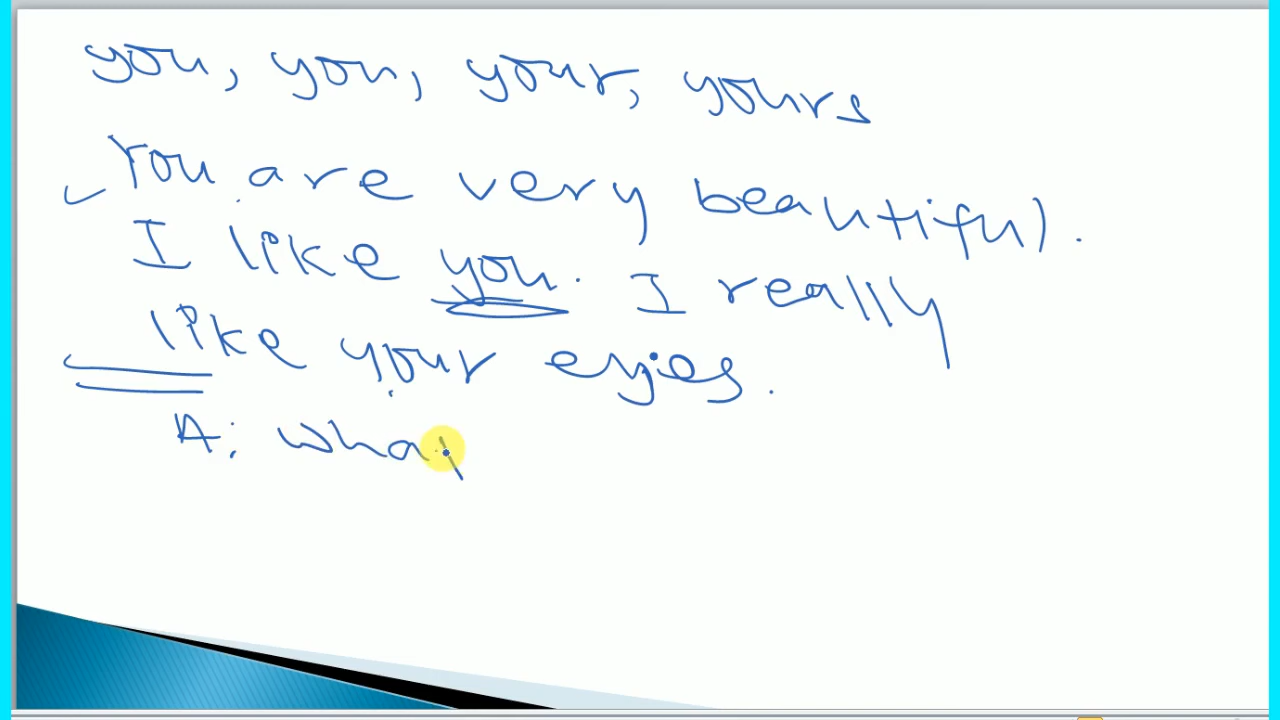 you, you, your, yours
You are very beautiful.
I like you. I really
like your eyes.
A: wha